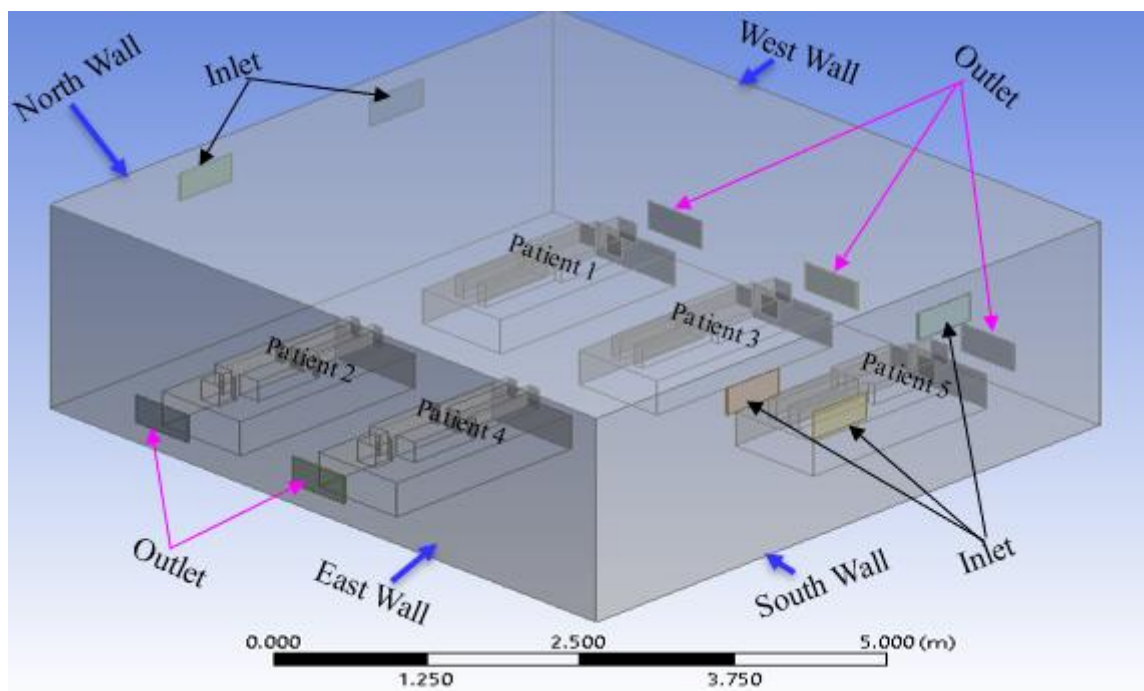 North Wall
Inlet
West Wall
Outlet
Patient 1
Patient 3
Patient 2
Patient 5
Patient 4
Outlet
East Wall
South Wall
Inlet
0.000
2.500
5.000 (m)
1.250
3.750